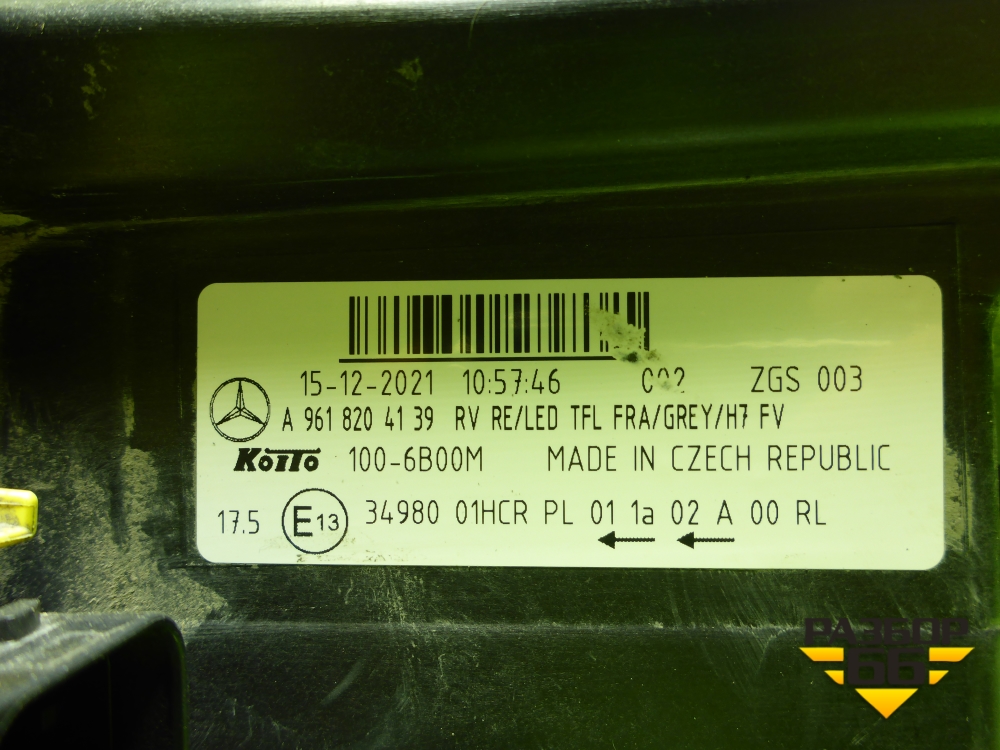 15-12-2021 10:57:46 002 ZGS 003
A 961 820 41 39 RV RE/LED TFL FRA/GREY/H7 FV
KOITO 100-6B00M MADE IN CZECH REPUBLIC
17.5 E13 34980 01HCR PL 01 1a 02 A 00 RL
РАЗБОР
66